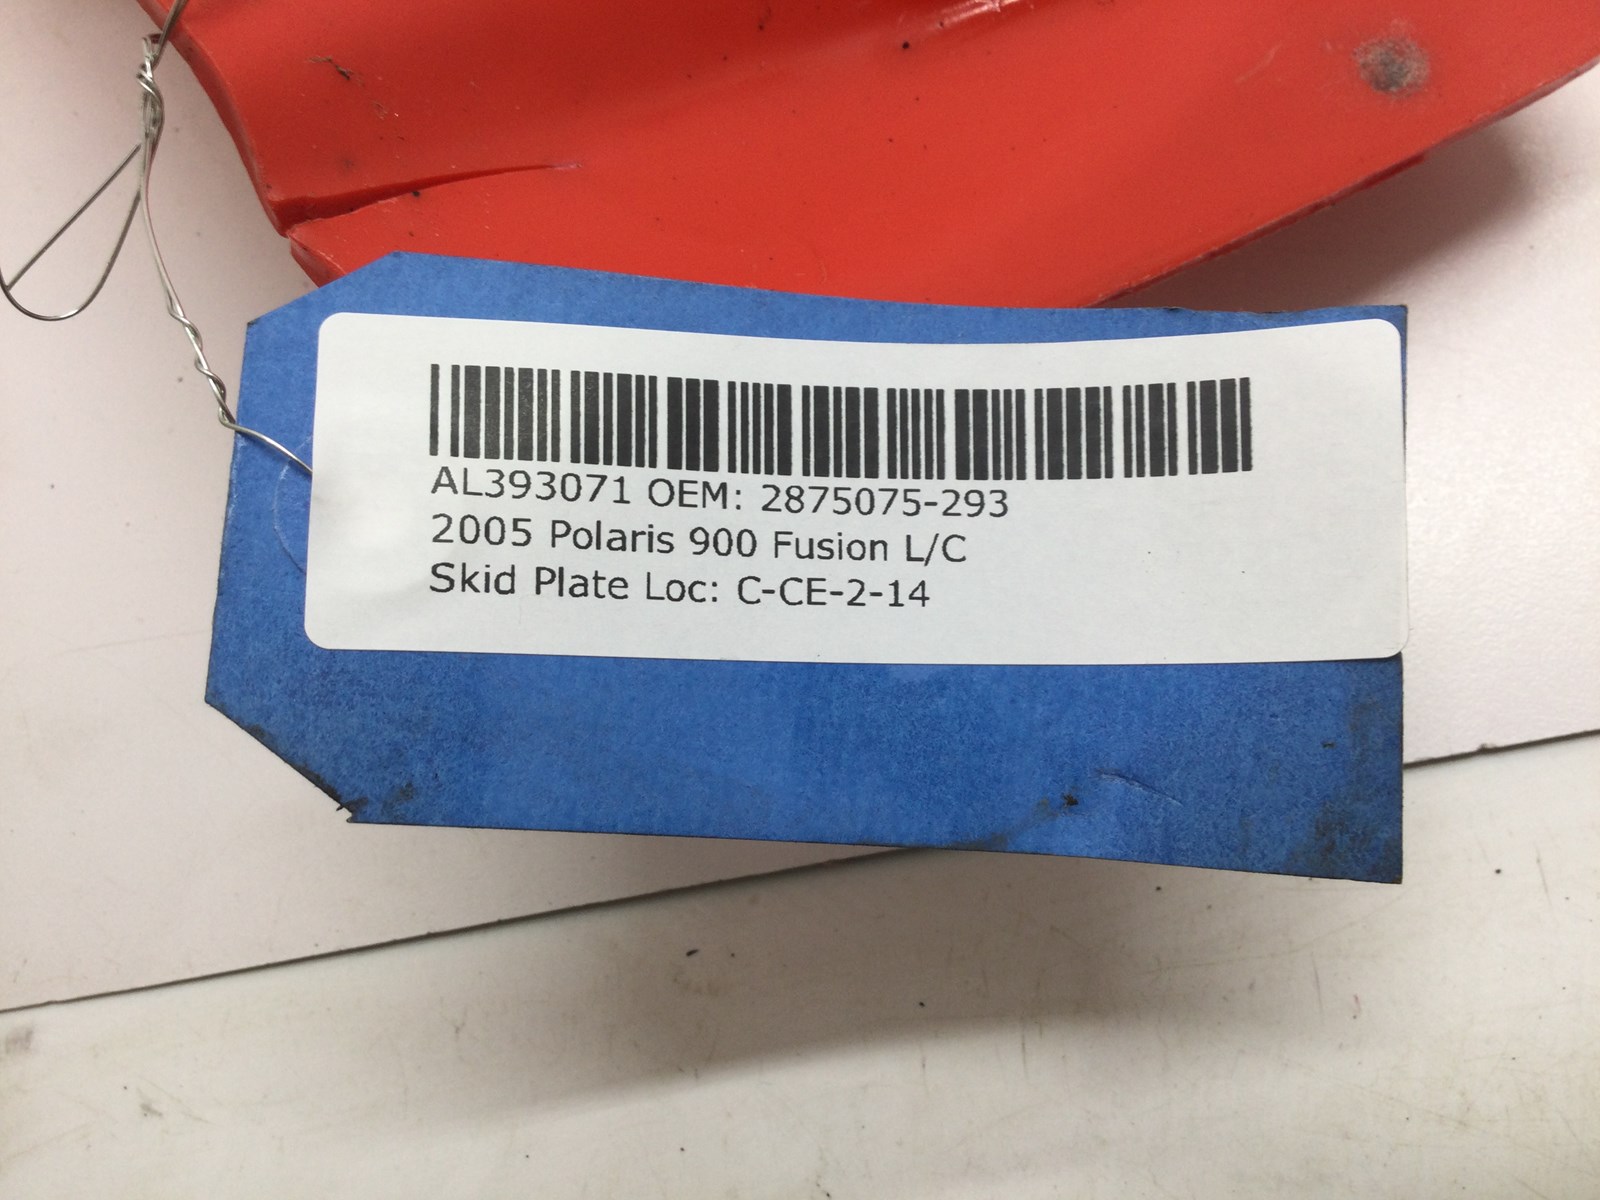 AL393071 OEM: 2875075-293
2005 Polaris 900 Fusion L/C
Skid Plate Loc: C-CE-2-14